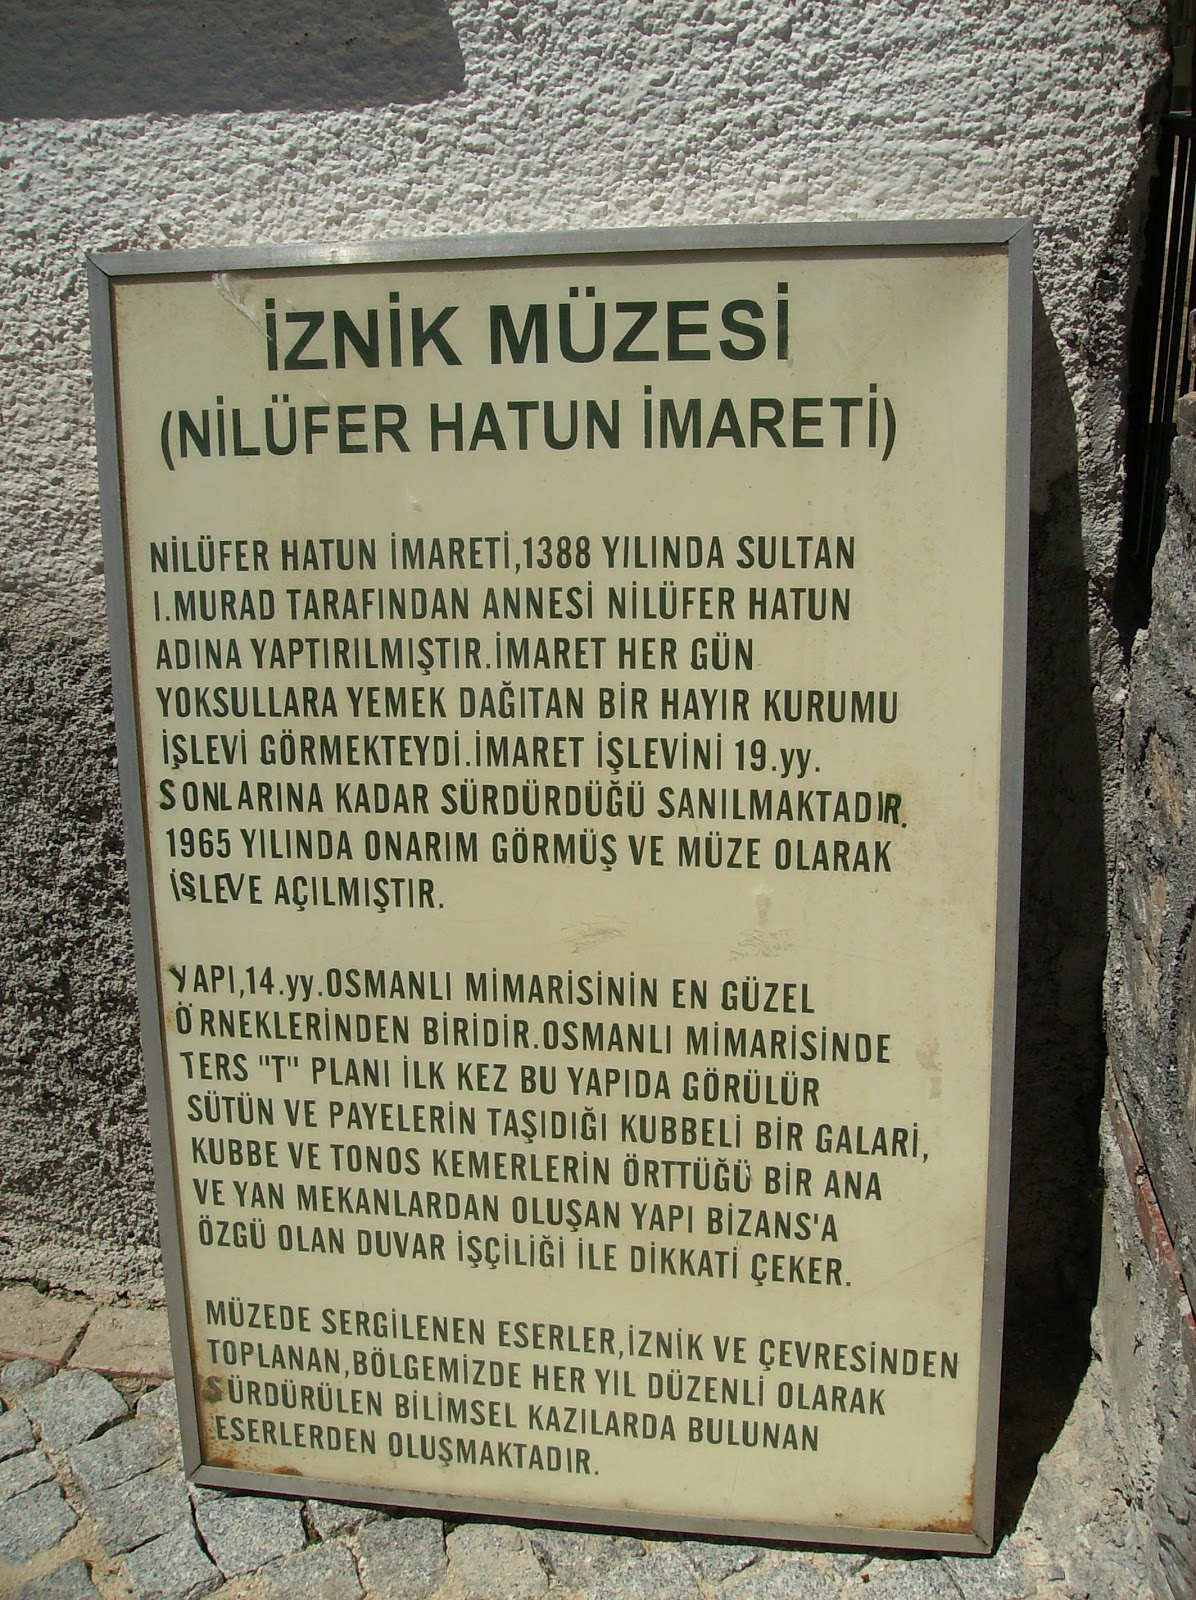 İZNİK MÜZESİ
(NİLÜFER HATUN İMARETİ)
NİLÜFER HATUN İMARETİ,1388 YILINDA SULTAN
I.MURAD TARAFINDAN ANNESİ NİLÜFER HATUN
ADINA YAPTIRILMIŞTIR.İMARET HER GÜN
YOKSULLARA YEMEK DAĞITAN BİR HAYIR KURUMU
İŞLEVİ GÖRMEKTEYDİ.İMARET İŞLEVİNİ 19.yy.
SONLARINA KADAR SÜRDÜRDÜĞÜ SANILMAKTADIR.
1965 YILINDA ONARIM GÖRMÜŞ VE MÜZE OLARAK
İŞLEVE AÇILMIŞTIR.
YAPI,14.yy.OSMANLI MİMARİSİNİN EN GÜZEL
ÖRNEKLERİNDEN BİRİDİR.OSMANLI MİMARİSİNDE
TERS "T" PLANI İLK KEZ BU YAPIDA GÖRÜLÜR
SÜTÜN VE PAYELERİN TAŞIDIĞI KUBBELİ BİR GALARİ,
KUBBE VE TONOS KEMERLERİN ÖRTTÜĞÜ BİR ANA
VE YAN MEKANLARDAN OLUŞAN YAPI BİZANS'A
ÖZGÜ OLAN DUVAR İŞÇİLİĞİ İLE DİKKATİ ÇEKER.
MÜZEDE SERGİLENEN ESERLER,İZNİK VE ÇEVRESİNDEN
TOPLANAN,BÖLGEMİZDE HER YIL DÜZENLİ OLARAK
SÜRDÜRÜLEN BİLİMSEL KAZILARDA BULUNAN
ESERLERDEN OLUŞMAKTADIR.